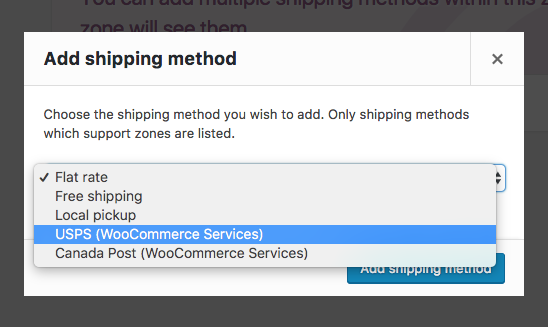 You can add multiple shipping methods within this z
zone will see them
Add shipping method
×
Choose the shipping method you wish to add. Only shipping methods
which support zones are listed.
✓ Flat rate
Free shipping
Local pickup
USPS (WooCommerce Services)
Canada Post (WooCommerce Services)
Add shipping method